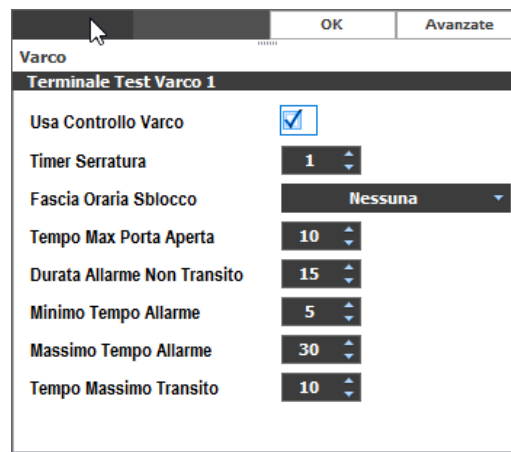 OK Avanzate
Varco
Terminale Test Varco 1
Usa Controllo Varco
Timer Serratura 1
Fascia Oraria Sblocco Nessuna
Tempo Max Porta Aperta 10
Durata Allarme Non Transito 15
Minimo Tempo Allarme 5
Massimo Tempo Allarme 30
Tempo Massimo Transito 10